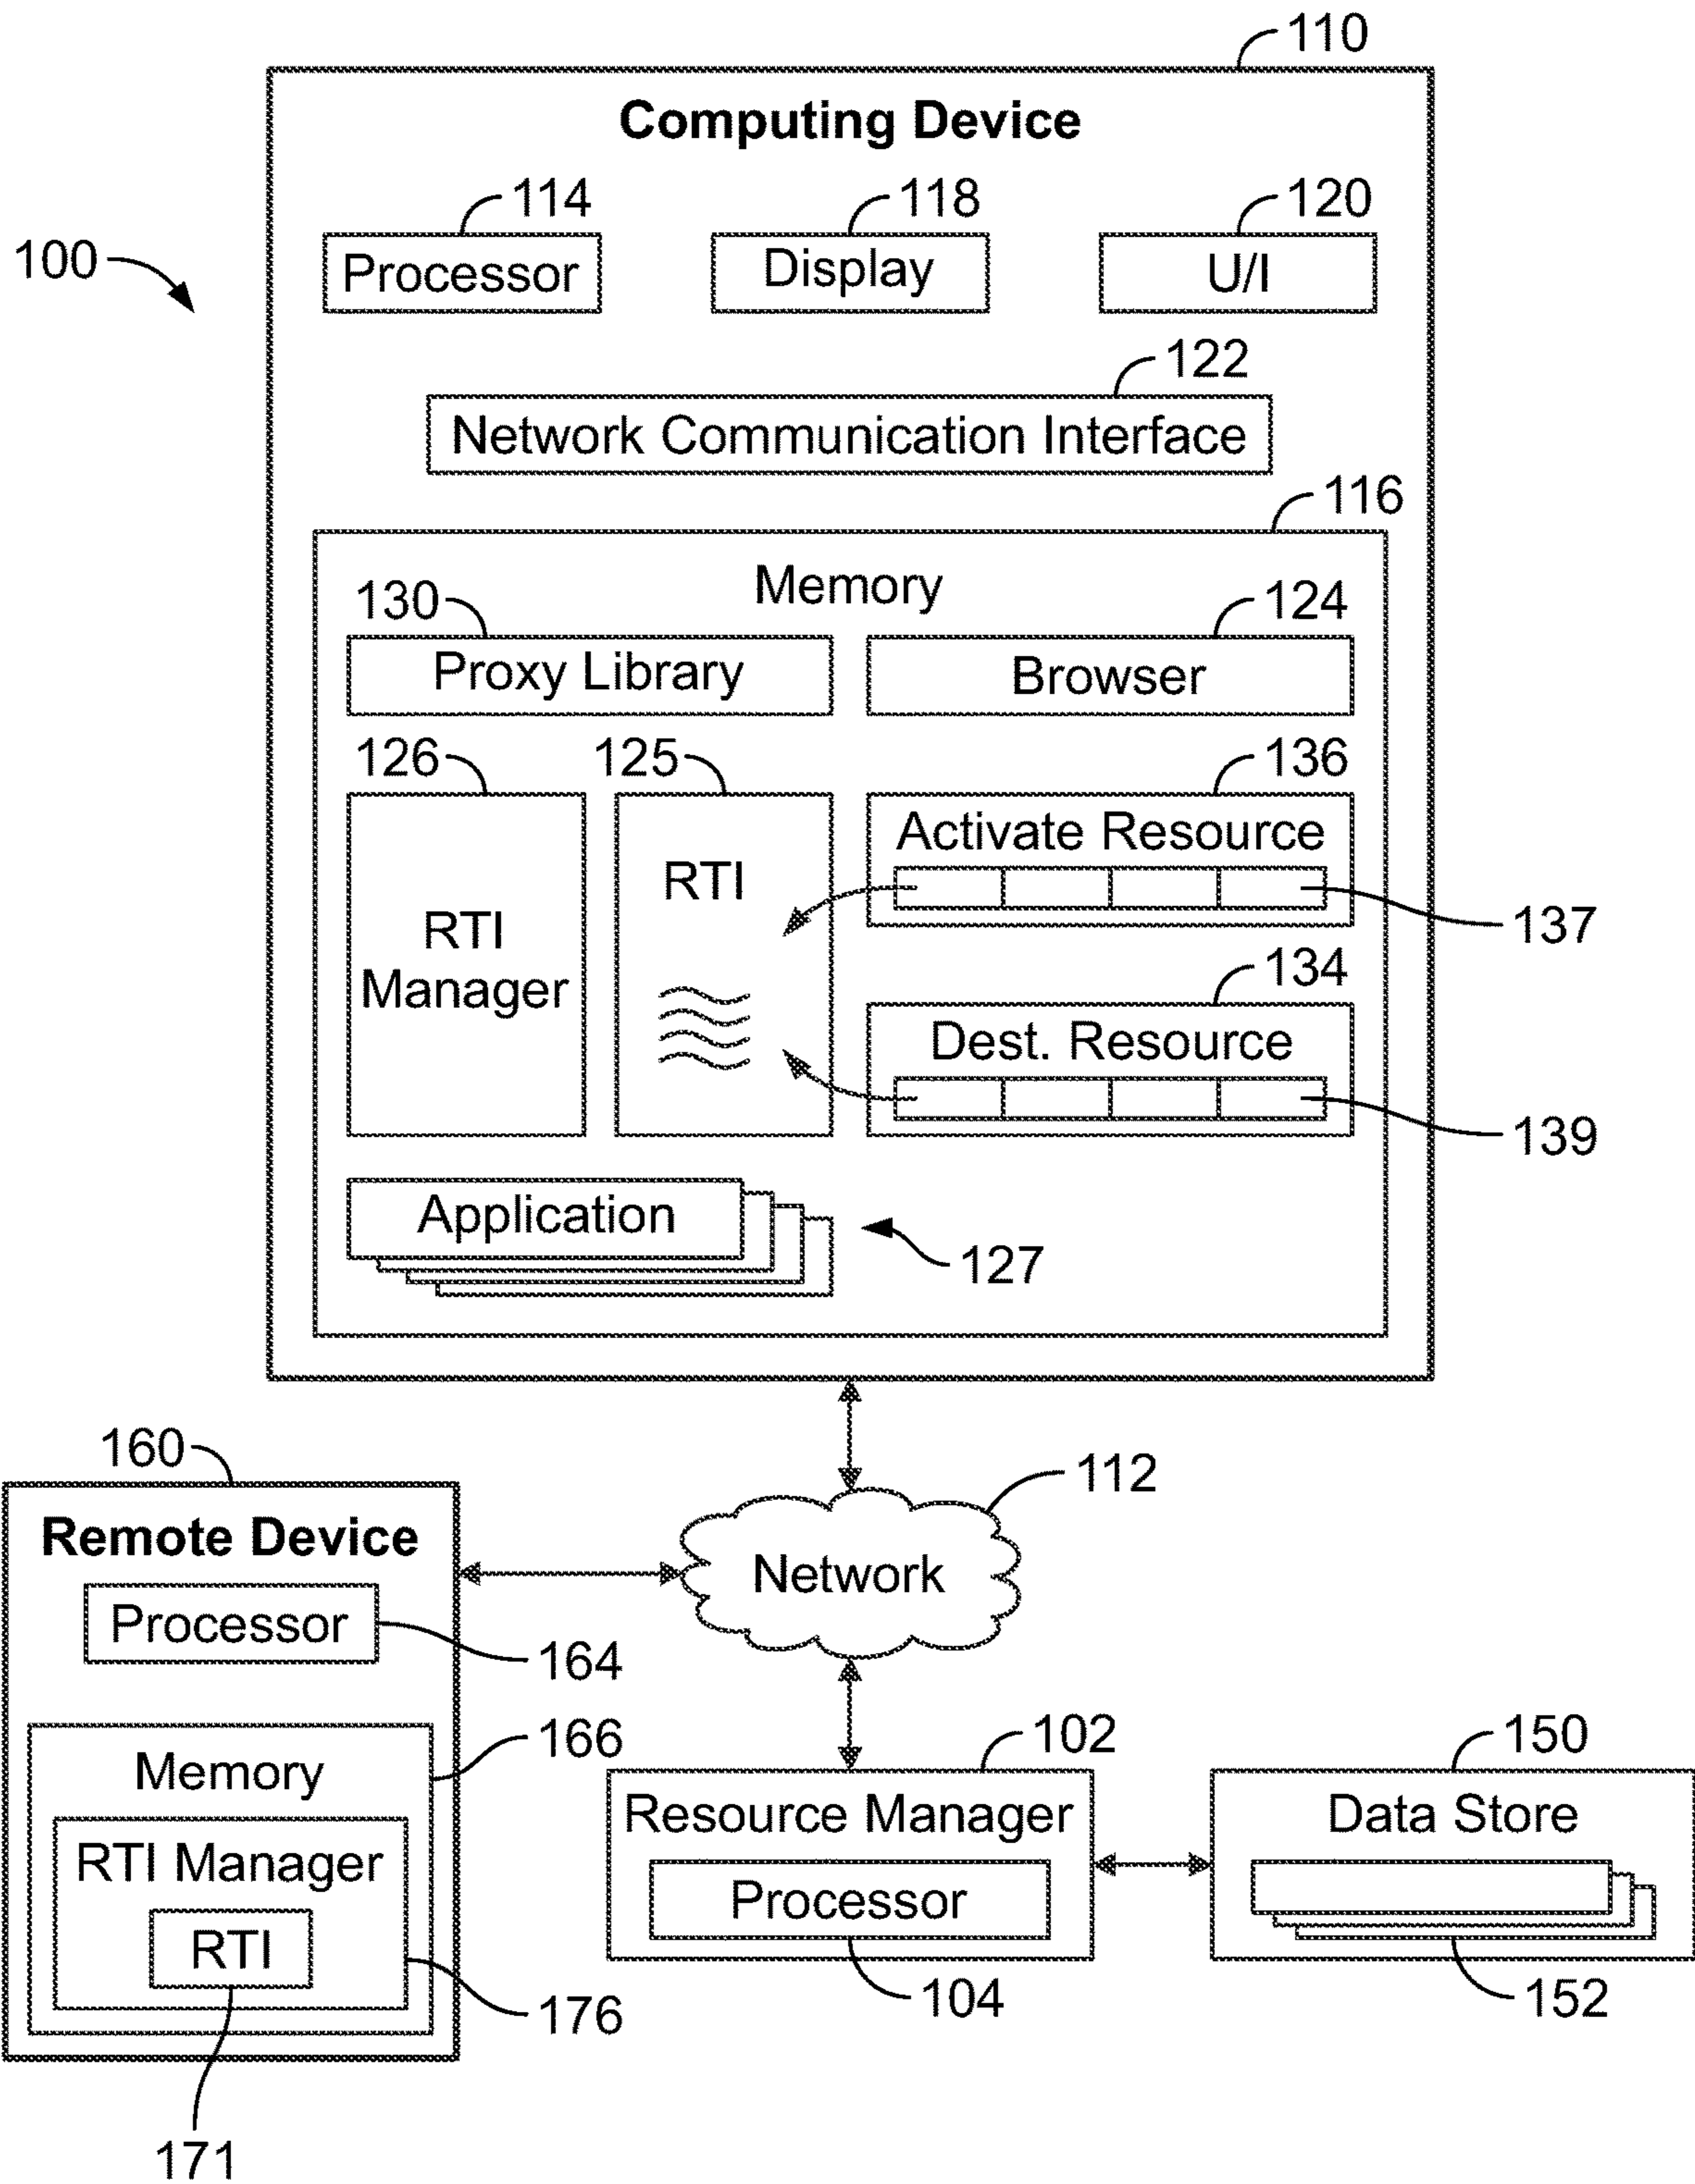 110
Computing Device
100
114
118
120
Processor
Display
U/I
122
Network Communication Interface
116
Memory
130
124
Proxy Library
Browser
126
125
136
RTI
Manager
RTI
Activate Resource
137
134
Dest. Resource
139
Application
127
160
112
Remote Device
Network
Processor
164
166
102
150
Memory
Resource Manager
Data Store
RTI Manager
Processor
RTI
176
104
152
171